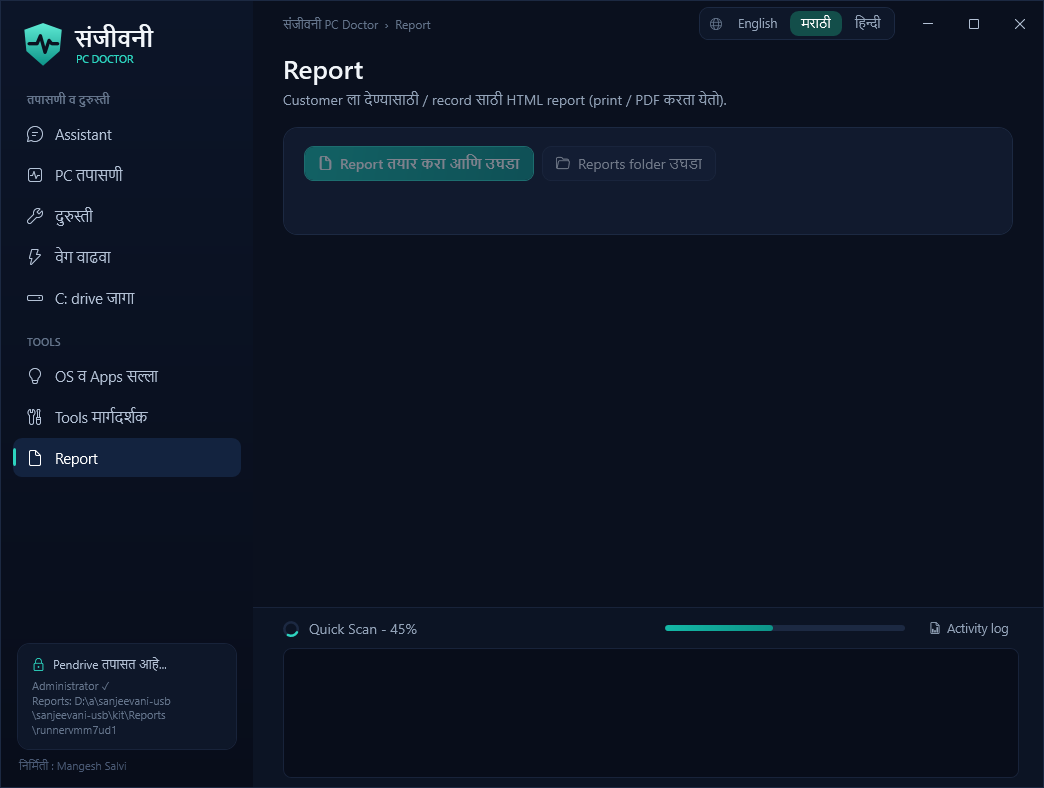 संजीवनी
PC DOCTOR
तपासणी व दुरुस्ती
Assistant
PC तपासणी
दुरुस्ती
वेग वाढवा
C: drive जागा
TOOLS
OS व Apps सल्ला
Tools मार्गदर्शक
Report
Pendrive तपासत आहे...
Administrator ✓
Reports: D:\a\sanjeevani-usb
\sanjeevani-usb\kit\Reports
\runnervmm7ud1
निर्मिती : Mangesh Salvi
संजीवनी PC Doctor › Report
English मराठी हिन्दी
Report
Customer ला देण्यासाठी / record साठी HTML report (print / PDF करता येतो).
Report तयार करा आणि उघडा
Reports folder उघडा
Quick Scan - 45%
Activity log